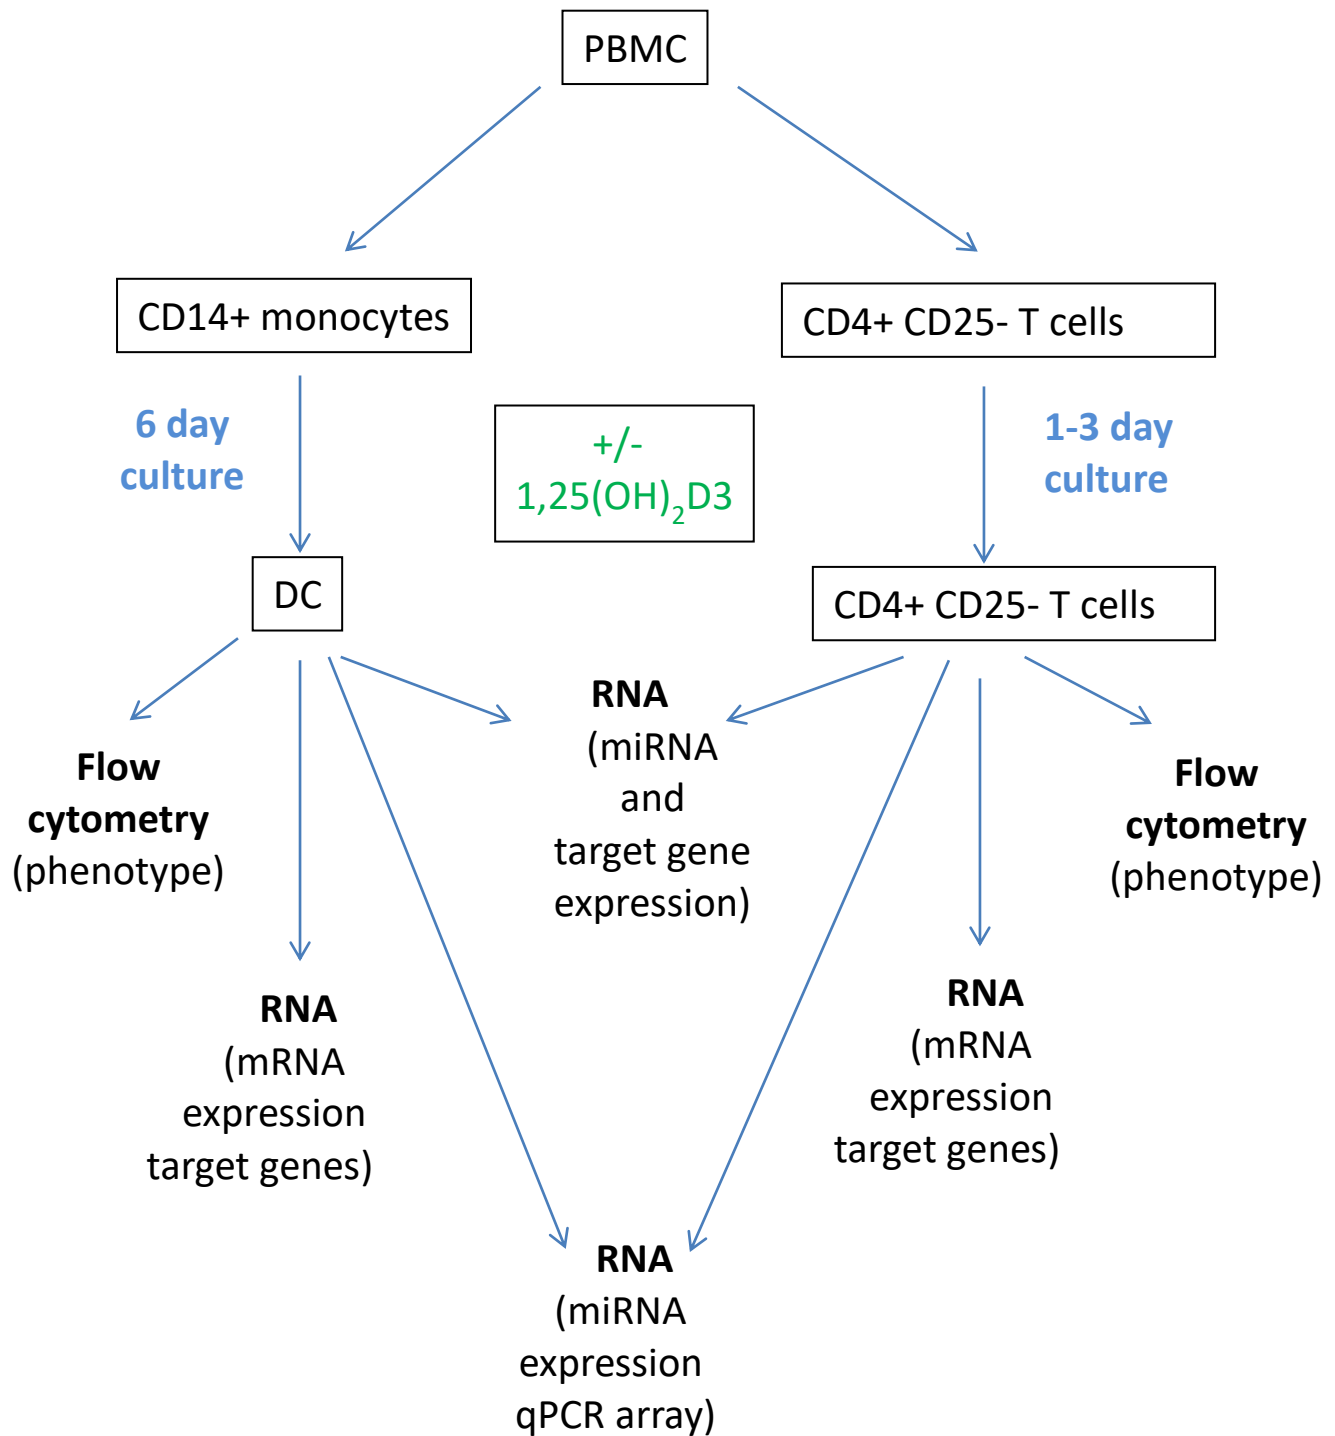 PBMC
CD14+ monocytes
CD4+ CD25- T cells
6 day
culture
+/-
1,25(OH)₂D3
1-3 day
culture
DC
CD4+ CD25- T cells
Flow
cytometry
(phenotype)
RNA
(miRNA
and
target gene
expression)
Flow
cytometry
(phenotype)
RNA
(mRNA
expression
target genes)
RNA
(mRNA
expression
target genes)
RNA
(miRNA
expression
qPCR array)